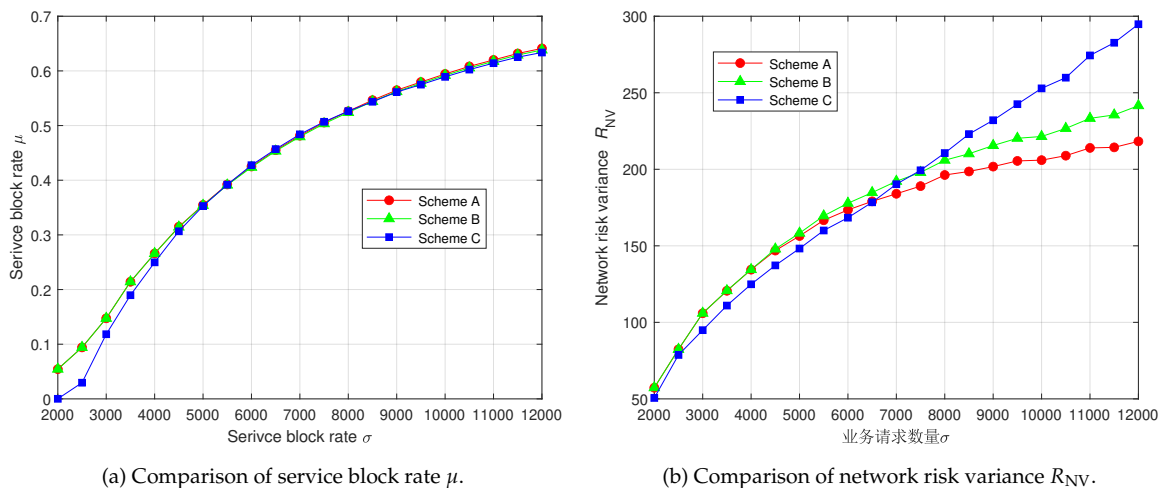 0.7
0.6
0.5
0.4
0.3
0.2
0.1
0
Serivce block rate μ
Scheme A
Scheme B
Scheme C
2000 3000 4000 5000 6000 7000 8000 9000 10000 11000 12000
Serivce block rate σ
(a) Comparison of service block rate μ.
300
250
200
150
100
50
Network risk variance R_NV
Scheme A
Scheme B
Scheme C
2000 3000 4000 5000 6000 7000 8000 9000 10000 11000 12000
业务请求数量σ
(b) Comparison of network risk variance R_NV.